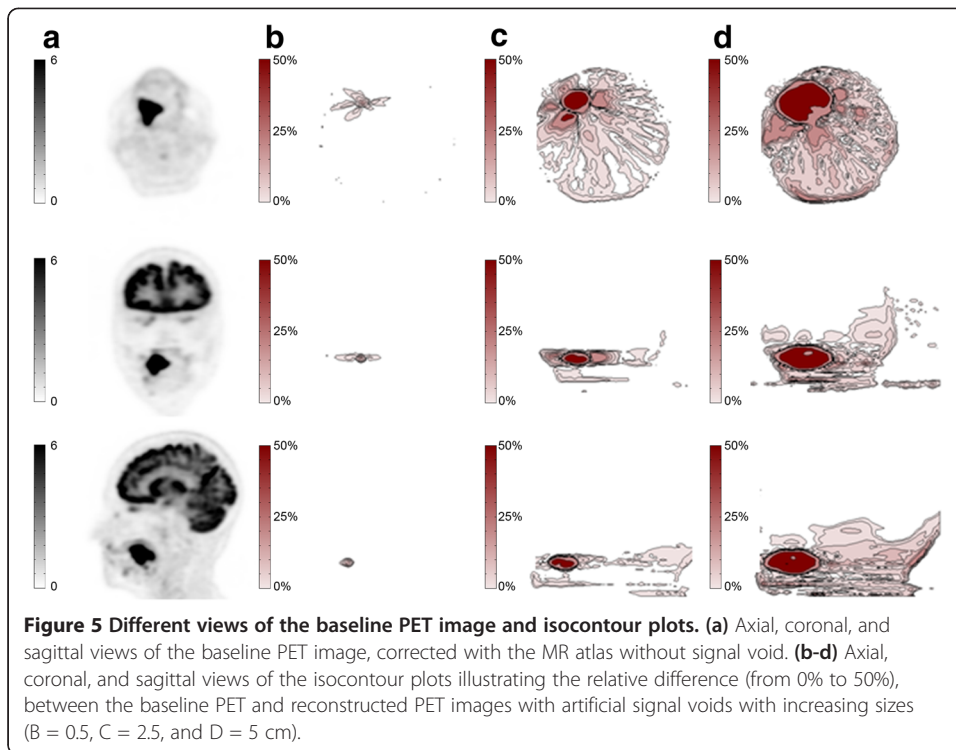 a b c d
6 50% 50% 50%
25% 25% 25%
0 0% 0% 0%
6 50% 50% 50%
25% 25% 25%
0 0% 0% 0%
6 50% 50% 50%
25% 25% 25%
0 0% 0% 0%
Figure 5 Different views of the baseline PET image and isocontour plots. (a) Axial, coronal, and
sagittal views of the baseline PET image, corrected with the MR atlas without signal void. (b-d) Axial,
coronal, and sagittal views of the isocontour plots illustrating the relative difference (from 0% to 50%),
between the baseline PET and reconstructed PET images with artificial signal voids with increasing sizes
(B = 0.5, C = 2.5, and D = 5 cm).